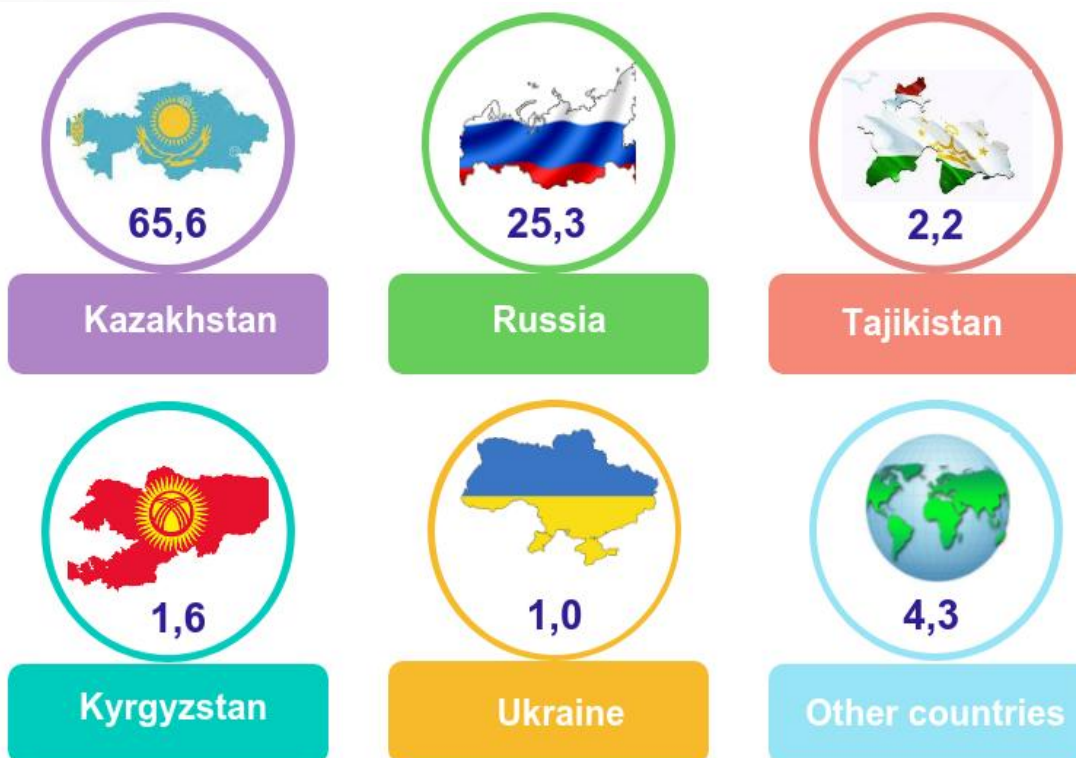 65,6
Kazakhstan
25,3
Russia
2,2
Tajikistan
1,6
Kyrgyzstan
1,0
Ukraine
4,3
Other countries